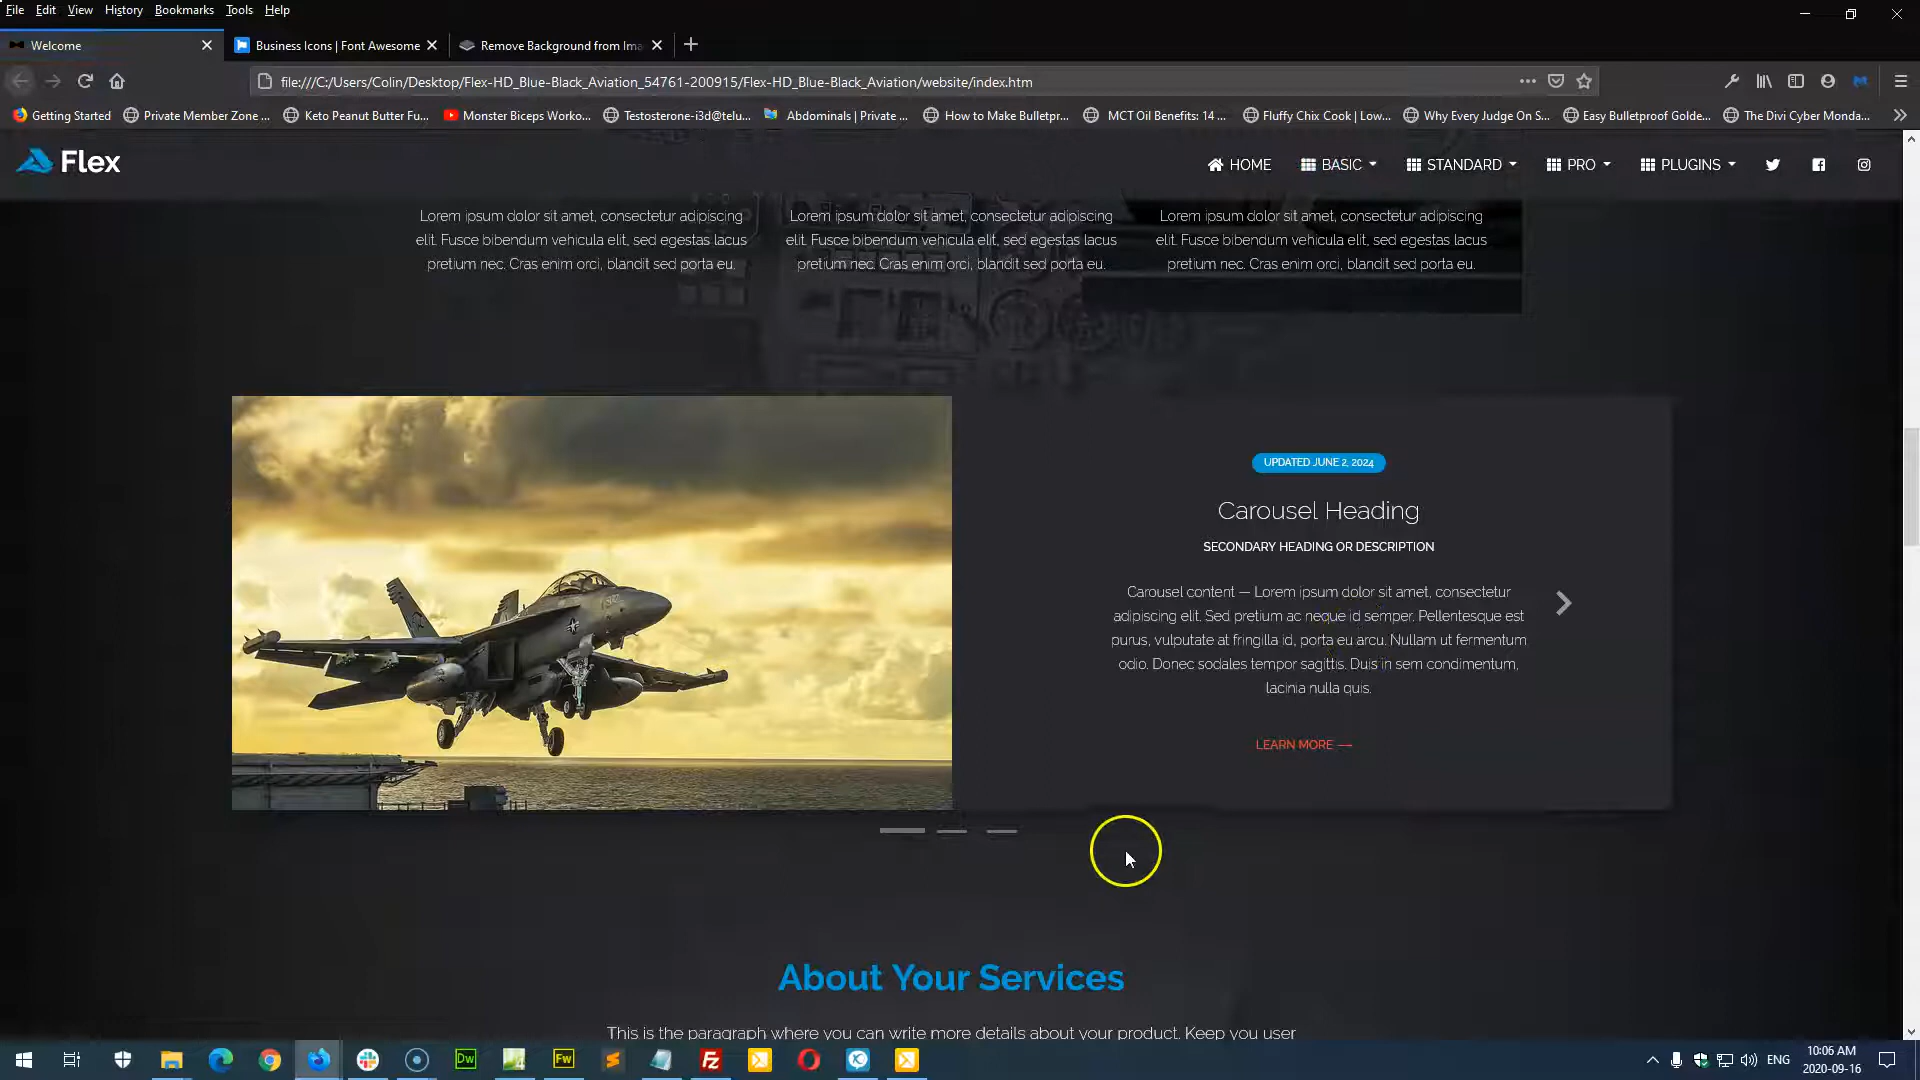 File Edit View History Bookmarks Tools Help
Welcome
Business Icons | Font Awesome
Remove Background from Ima
file:///C:/Users/Colin/Desktop/Flex-HD_Blue-Black_Aviation_54761-200915/Flex-HD_Blue-Black_Aviation/website/index.htm
Getting Started Private Member Zone ... Keto Peanut Butter Fu... Monster Biceps Worko... Testosterone-i3d@telu... Abdominals | Private ... How to Make Bulletpr... MCT Oil Benefits: 14 ... Fluffy Chix Cook | Low... Why Every Judge On S... Easy Bulletproof Golde... The Divi Cyber Monda...
Flex
HOME BASIC STANDARD PRO PLUGINS
Lorem ipsum dolor sit amet, consectetur adipiscing
elit. Fusce bibendum vehicula elit, sed egestas lacus
pretium nec. Cras enim orci, blandit sed porta eu.
Lorem ipsum dolor sit amet, consectetur adipiscing
elit. Fusce bibendum vehicula elit, sed egestas lacus
pretium nec. Cras enim orci, blandit sed porta eu.
Lorem ipsum dolor sit amet, consectetur adipiscing
elit. Fusce bibendum vehicula elit, sed egestas lacus
pretium nec. Cras enim orci, blandit sed porta eu.
UPDATED JUNE 2, 2024
Carousel Heading
SECONDARY HEADING OR DESCRIPTION
Carousel content — Lorem ipsum dolor sit amet, consectetur
adipiscing elit. Sed pretium ac neque id semper. Pellentesque est
purus, vulputate at fringilla id, porta eu arcu. Nullam ut fermentum
odio. Donec sodales tempor sagittis. Duis in sem condimentum,
lacinia nulla quis.
LEARN MORE —
About Your Services
This is the paragraph where you can write more details about your product. Keep you user
Dw
Fw
ENG
10:06 AM
2020-09-16